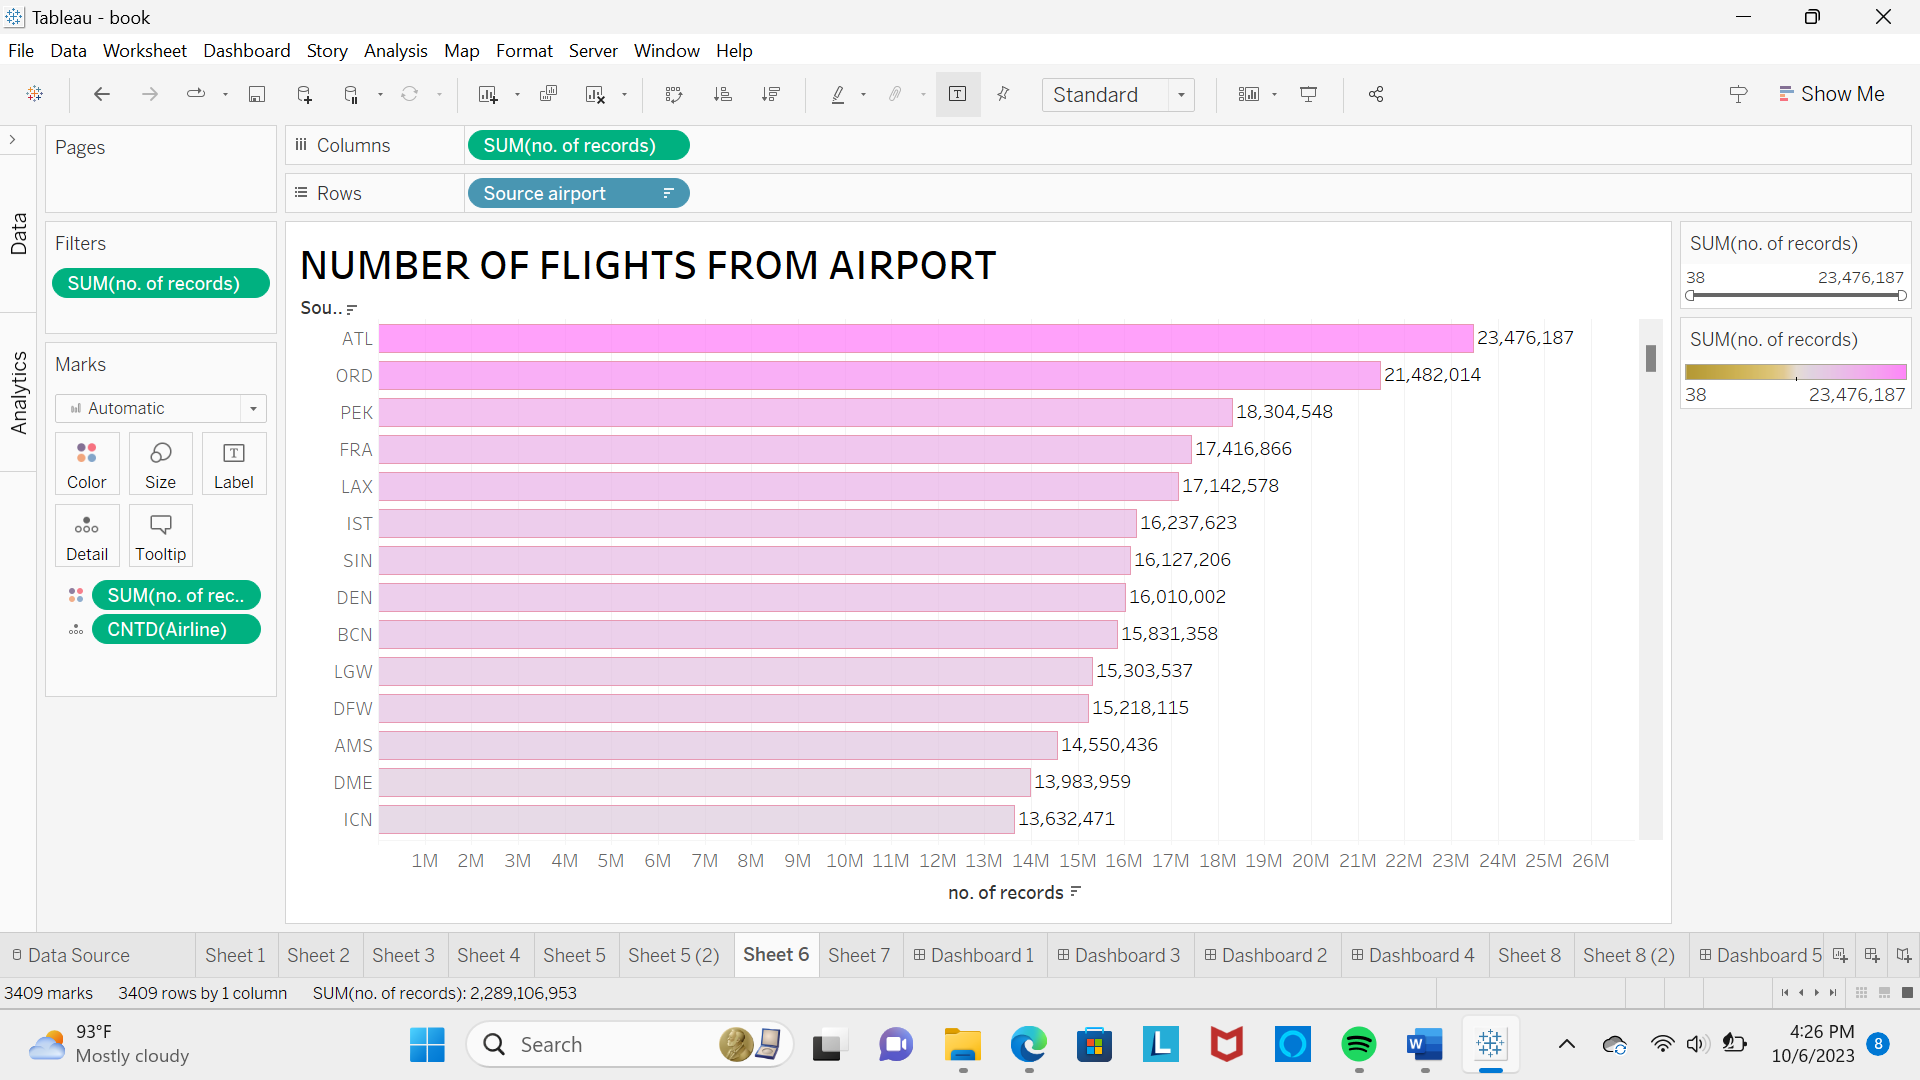 Tableau - book
File Data Worksheet Dashboard Story Analysis Map Format Server Window Help
Standard
Show Me
Data
Analytics
Pages
Columns
SUM(no. of records)
Rows
Source airport
Filters
SUM(no. of records)
Marks
Automatic
Color Size Label
Detail Tooltip
SUM(no. of rec..
CNTD(Airline)
NUMBER OF FLIGHTS FROM AIRPORT
Sou..
ATL 23,476,187
ORD 21,482,014
PEK 18,304,548
FRA 17,416,866
LAX 17,142,578
IST 16,237,623
SIN 16,127,206
DEN 16,010,002
BCN 15,831,358
LGW 15,303,537
DFW 15,218,115
AMS 14,550,436
DME 13,983,959
ICN 13,632,471
1M 2M 3M 4M 5M 6M 7M 8M 9M 10M 11M 12M 13M 14M 15M 16M 17M 18M 19M 20M 21M 22M 23M 24M 25M 26M
no. of records
SUM(no. of records)
38 23,476,187
SUM(no. of records)
38 23,476,187
Data Source Sheet 1 Sheet 2 Sheet 3 Sheet 4 Sheet 5 Sheet 5 (2) Sheet 6 Sheet 7 Dashboard 1 Dashboard 3 Dashboard 2 Dashboard 4 Sheet 8 Sheet 8 (2) Dashboard 5
3409 marks 3409 rows by 1 column SUM(no. of records): 2,289,106,953
93°F
Mostly cloudy
Search
4:26 PM
10/6/2023
8